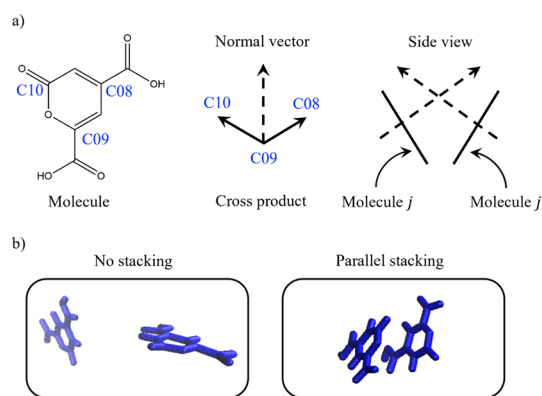 a)
Normal vector
Side view
O
O
C10
C08
OH
O
C09
HO
O
C10
C08
C09
Molecule
Cross product
Molecule j
Molecule j
b)
No stacking
Parallel stacking